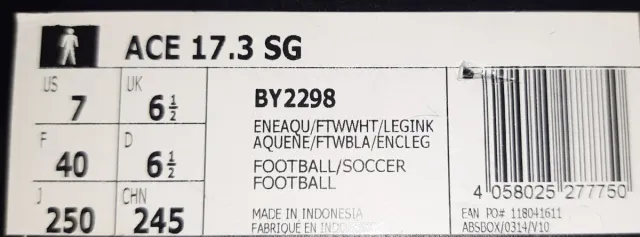 ACE 17.3 SG
US 7 UK 6½
F 40 D 6½
J 250 CHN 245
BY2298
ENEAQU/FTWWHT/LEGINK
AQUENE/FTWBLA/ENCLEG
FOOTBALL/SOCCER
FOOTBALL
MADE IN INDONESIA
FABRIQUÉ EN INDONÉSIE
4 058025 277750
EAN PO# 118041611
ABSBOX/0314/V10